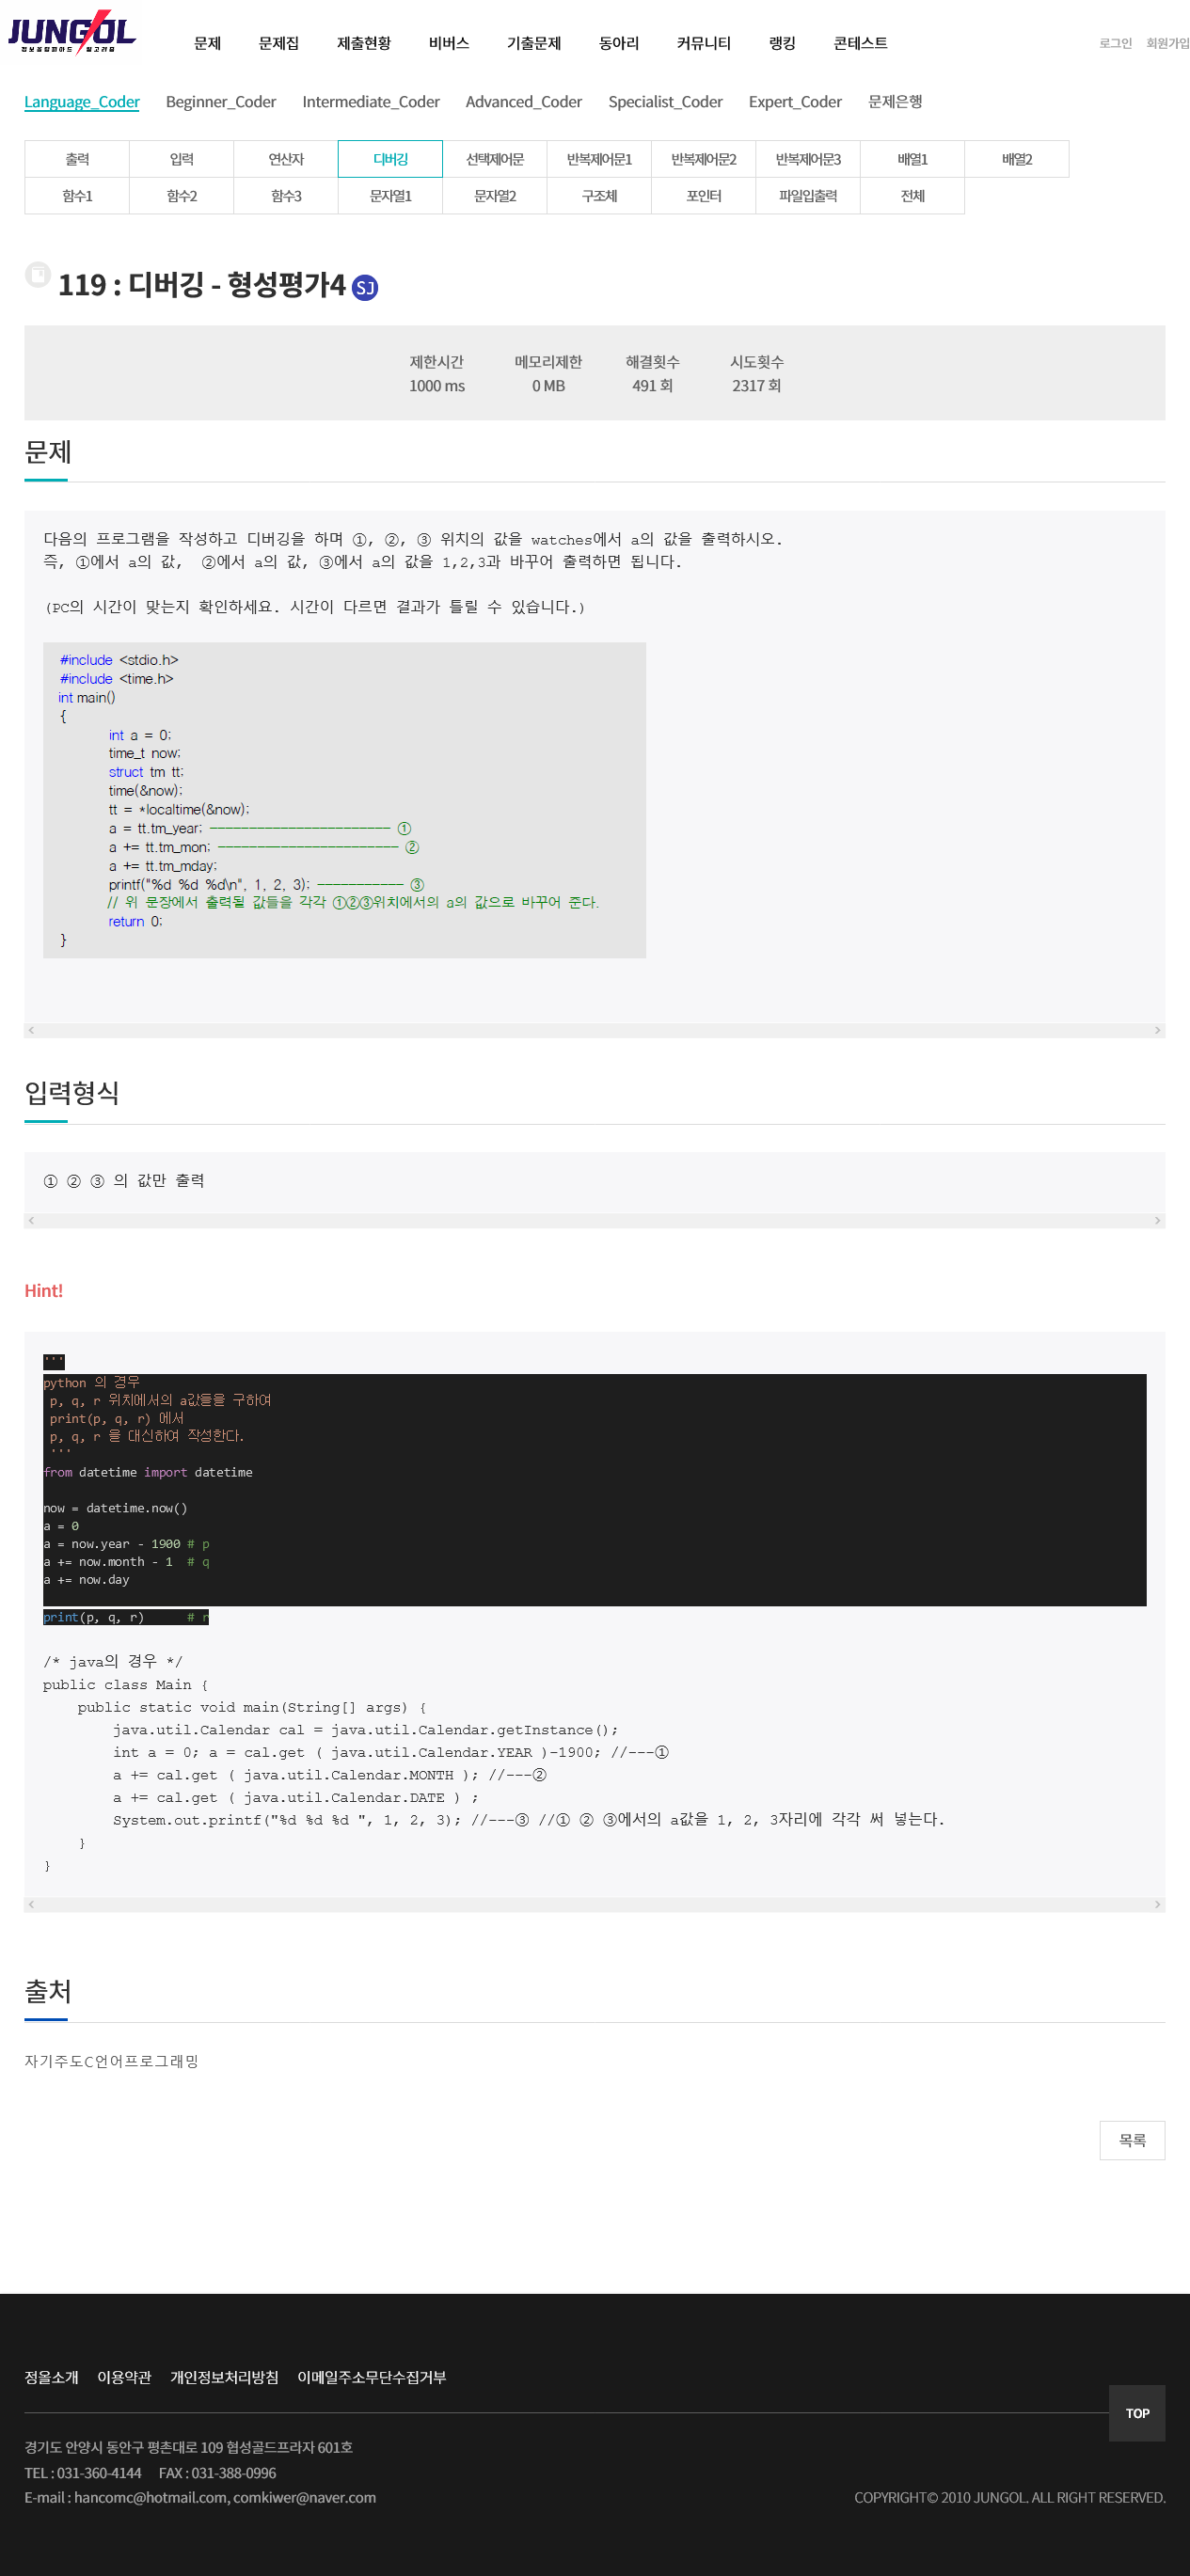 JUNGOL
정보올림피아드 & 알고리즘
문제 문제집 제출현황 비버스 기출문제 동아리 커뮤니티 랭킹 콘테스트 로그인 회원가입
Language_Coder Beginner_Coder Intermediate_Coder Advanced_Coder Specialist_Coder Expert_Coder 문제은행
출력 입력 연산자 디버깅 선택제어문 반복제어문1 반복제어문2 반복제어문3 배열1 배열2
함수1 함수2 함수3 문자열1 문자열2 구조체 포인터 파일입출력 전체
119 : 디버깅 - 형성평가4 SJ
제한시간 메모리제한 해결횟수 시도횟수
1000 ms 0 MB 491 회 2317 회
문제
다음의 프로그램을 작성하고 디버깅을 하며 ①, ②, ③ 위치의 값을 watches에서 a의 값을 출력하시오.
즉, ①에서 a의 값,  ②에서 a의 값, ③에서 a의 값을 1,2,3과 바꾸어 출력하면 됩니다.
(PC의 시간이 맞는지 확인하세요. 시간이 다르면 결과가 틀릴 수 있습니다.)
#include <stdio.h>
#include <time.h>
int main()
{
int a = 0;
time_t now;
struct tm tt;
time(&now);
tt = *localtime(&now);
a = tt.tm_year; ----------------------- ①
a += tt.tm_mon; ----------------------- ②
a += tt.tm_mday;
printf("%d %d %d\n", 1, 2, 3); ----------- ③
// 위 문장에서 출력될 값들을 각각 ①②③위치에서의 a의 값으로 바꾸어 준다.
return 0;
}
입력형식
① ② ③ 의 값만 출력
Hint!
'''
python 의 경우
p, q, r 위치에서의 a값들을 구하여
print(p, q, r) 에서
p, q, r 을 대신하여 작성한다.
'''
from datetime import datetime
now = datetime.now()
a = 0
a = now.year - 1900 # p
a += now.month - 1  # q
a += now.day
print(p, q, r)      # r
/* java의 경우 */
public class Main {
public static void main(String[] args) {
java.util.Calendar cal = java.util.Calendar.getInstance();
int a = 0; a = cal.get ( java.util.Calendar.YEAR )-1900; //---①
a += cal.get ( java.util.Calendar.MONTH ); //---②
a += cal.get ( java.util.Calendar.DATE ) ;
System.out.printf("%d %d %d ", 1, 2, 3); //---③ //① ② ③에서의 a값을 1, 2, 3자리에 각각 써 넣는다.
}
}
출처
자기주도C언어프로그래밍
목록
정올소개 이용약관 개인정보처리방침 이메일주소무단수집거부
TOP
경기도 안양시 동안구 평촌대로 109 협성골드프라자 601호
TEL : 031-360-4144 FAX : 031-388-0996
E-mail : hancomc@hotmail.com, comkiwer@naver.com
COPYRIGHT© 2010 JUNGOL. ALL RIGHT RESERVED.